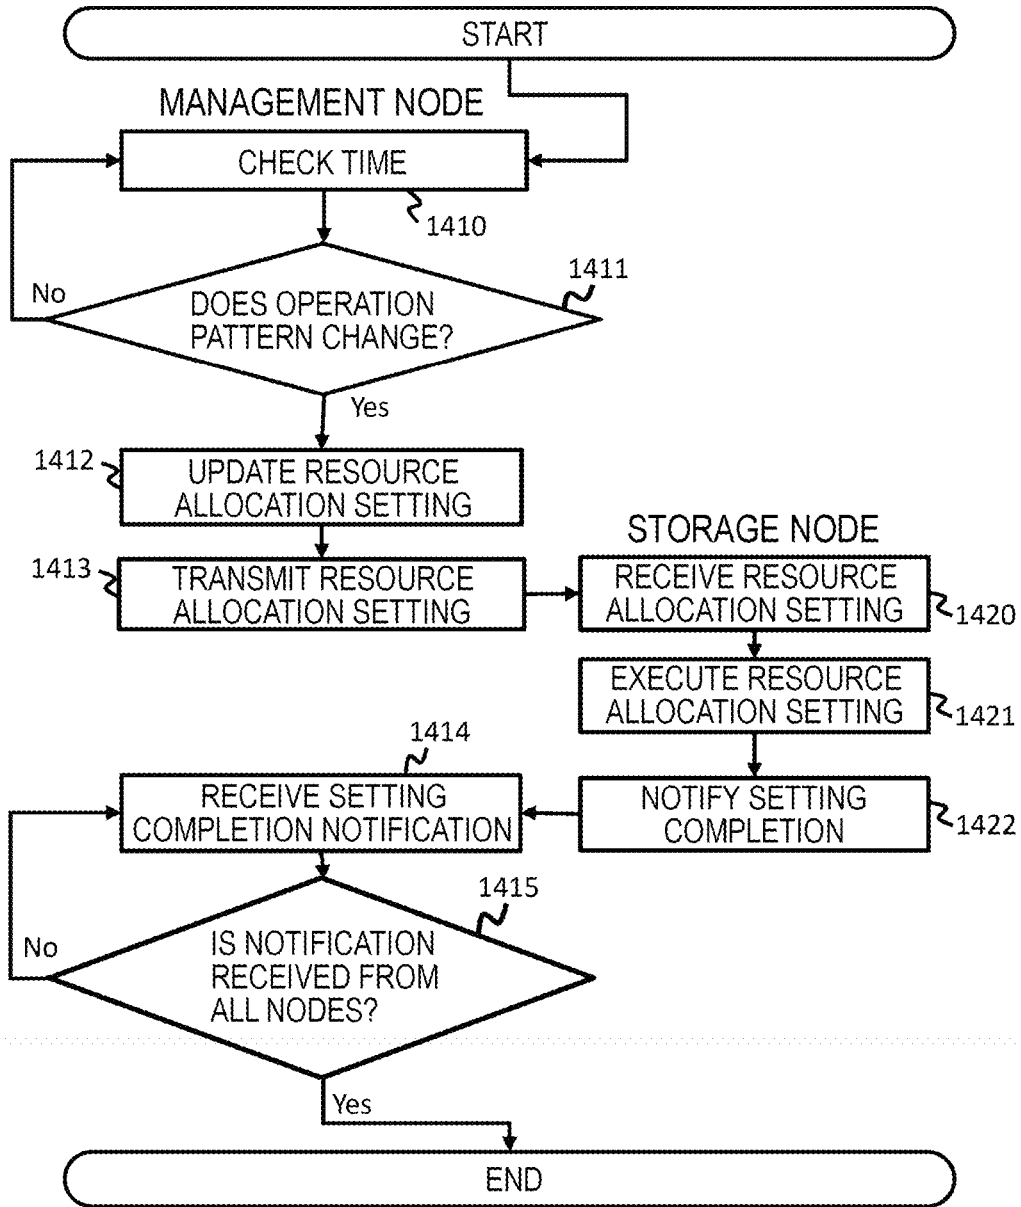 START
MANAGEMENT NODE
CHECK TIME
1410
1411
No
DOES OPERATION
PATTERN CHANGE?
Yes
1412
UPDATE RESOURCE
ALLOCATION SETTING
STORAGE NODE
1413
TRANSMIT RESOURCE
ALLOCATION SETTING
RECEIVE RESOURCE
ALLOCATION SETTING
1420
EXECUTE RESOURCE
ALLOCATION SETTING
1421
1414
RECEIVE SETTING
COMPLETION NOTIFICATION
NOTIFY SETTING
COMPLETION
1422
1415
No
IS NOTIFICATION
RECEIVED FROM
ALL NODES?
Yes
END